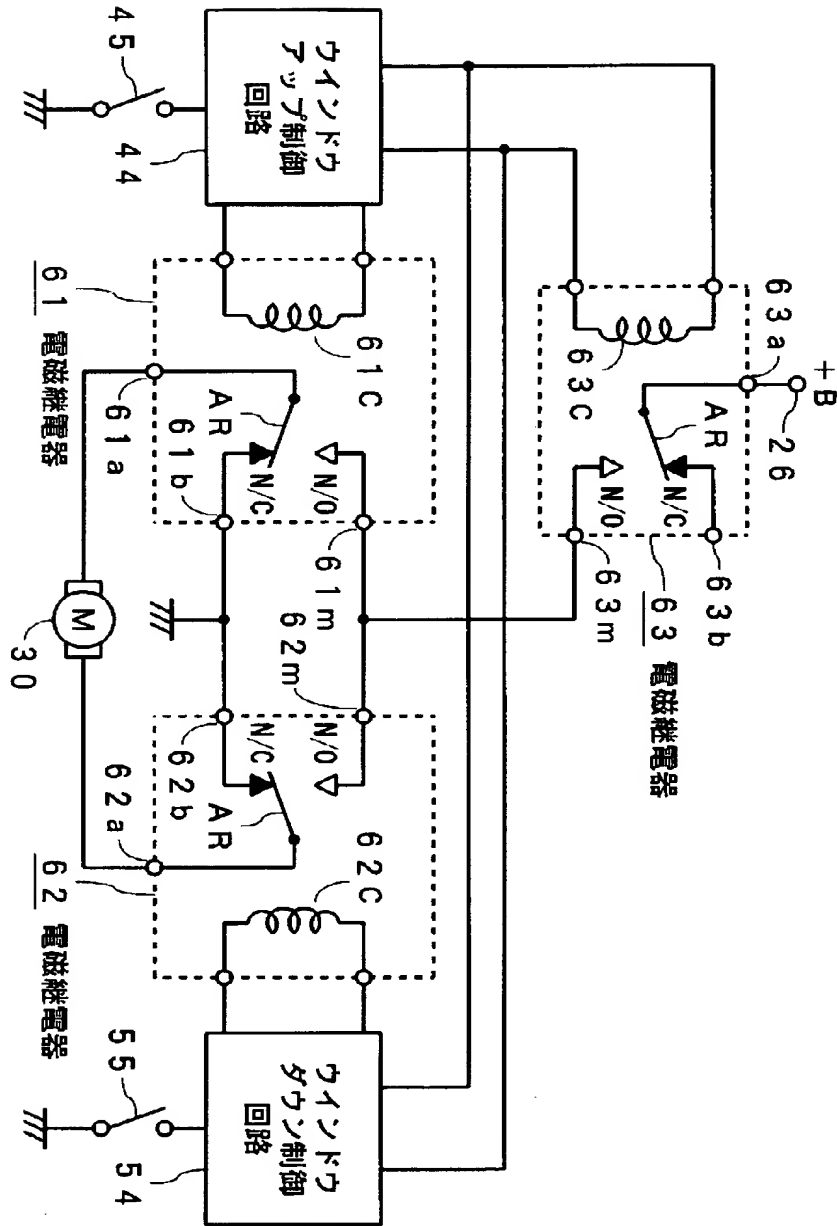 +B
26
63a
63C
AR
N/C
N/O
63b
63m
63 電磁継電器
ウインドウ
アップ制御
回路
44
45
61C
AR
N/O
N/C
61a
61b
61m
61 電磁継電器
M
30
62m
62b
62a
N/O
N/C
AR
62C
62 電磁継電器
ウインドウ
ダウン制御
回路
54
55